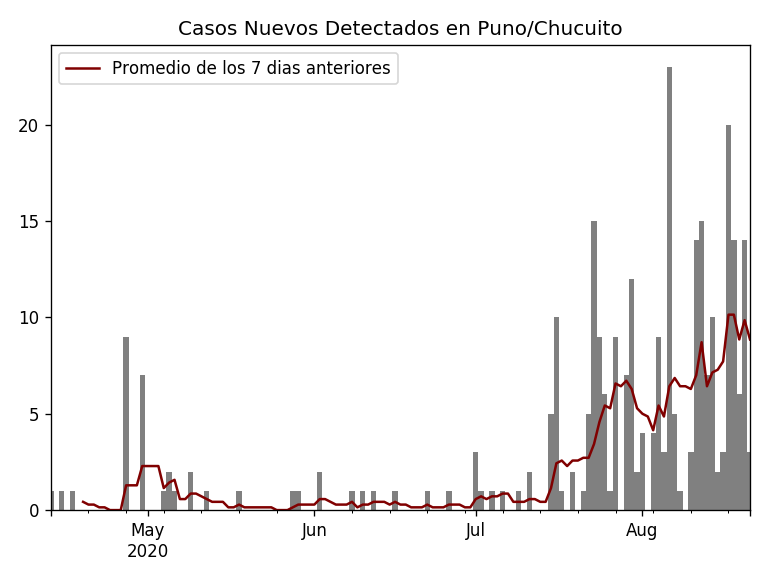 Casos Nuevos Detectados en Puno/Chucuito
Promedio de los 7 dias anteriores
20
15
10
5
0
May Jun Jul Aug
2020